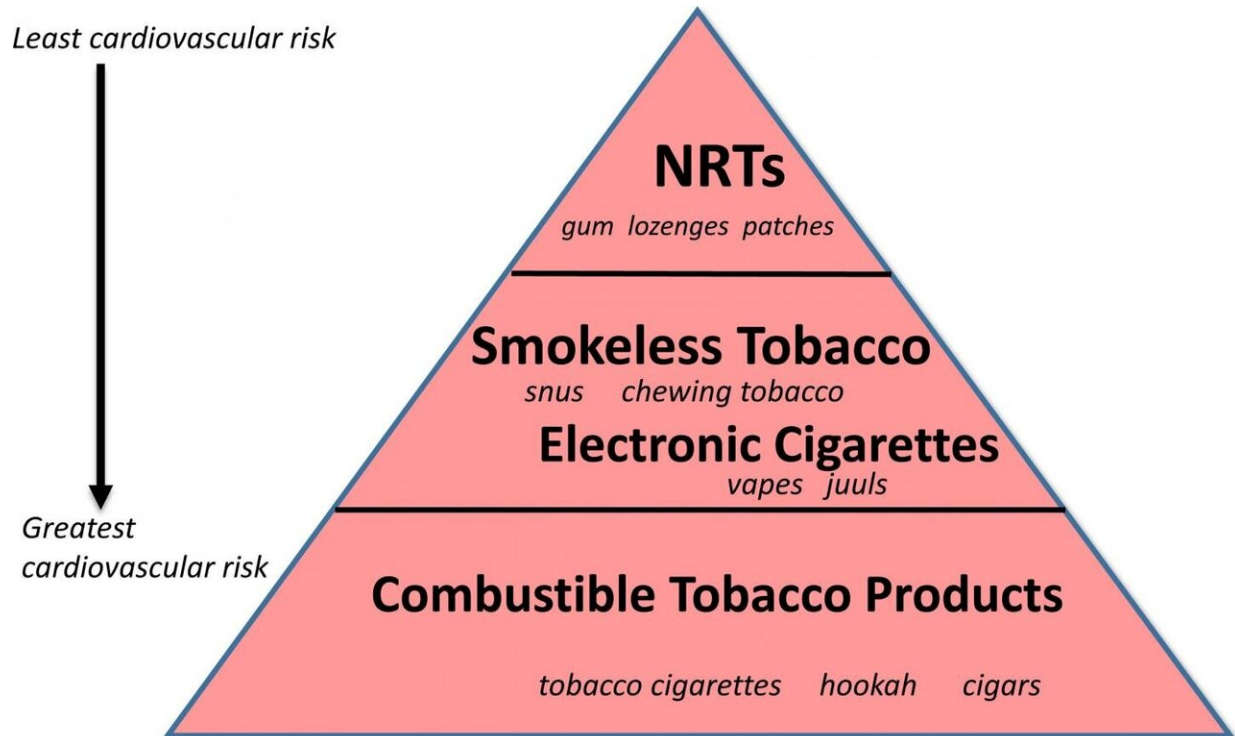 Least cardiovascular risk
NRTs
gum lozenges patches
Smokeless Tobacco
snus chewing tobacco
Electronic Cigarettes
vapes juuls
Greatest
cardiovascular risk
Combustible Tobacco Products
tobacco cigarettes hookah cigars